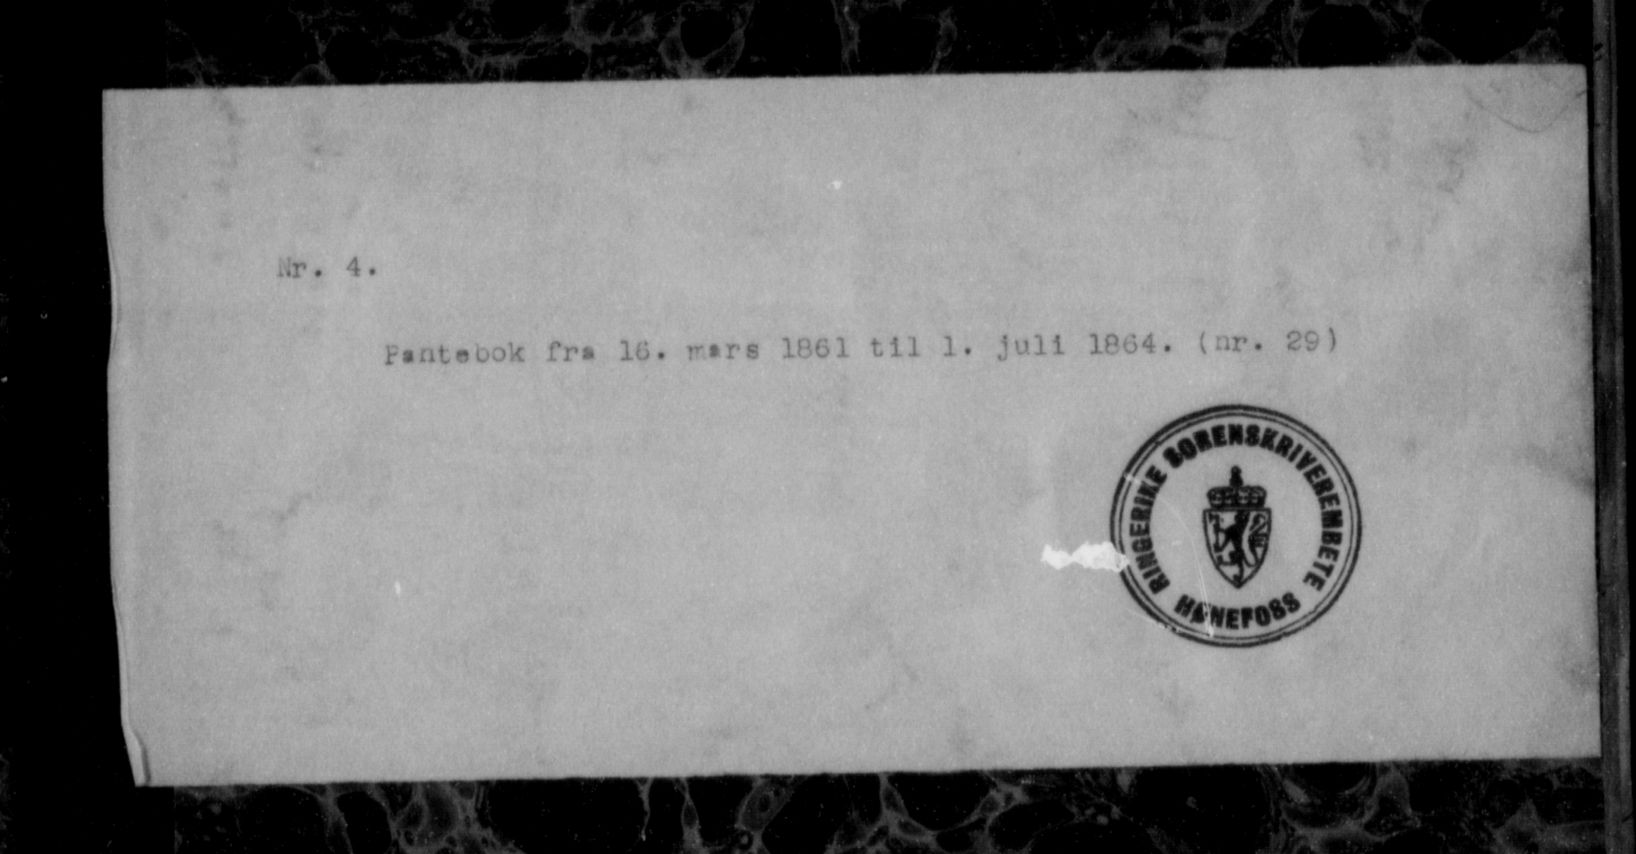 Nr. 4.
Pantebok fra 16. mars 1861 til 1. juli 1864. (nr. 29)
RINGERIKE SORENSKRIVEREMBETE
HØNEFOSS